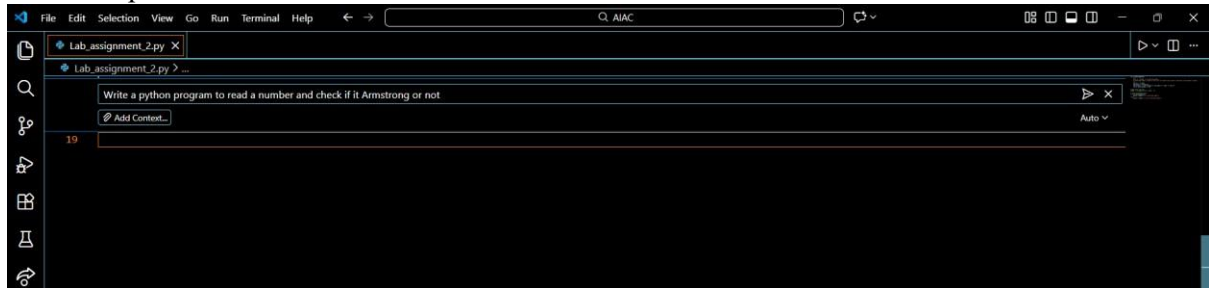 File Edit Selection View Go Run Terminal Help AIAC
Lab_assignment_2.py
Lab_assignment_2.py > ...
Write a python program to read a number and check if it Armstrong or not
Add Context...
Auto
19